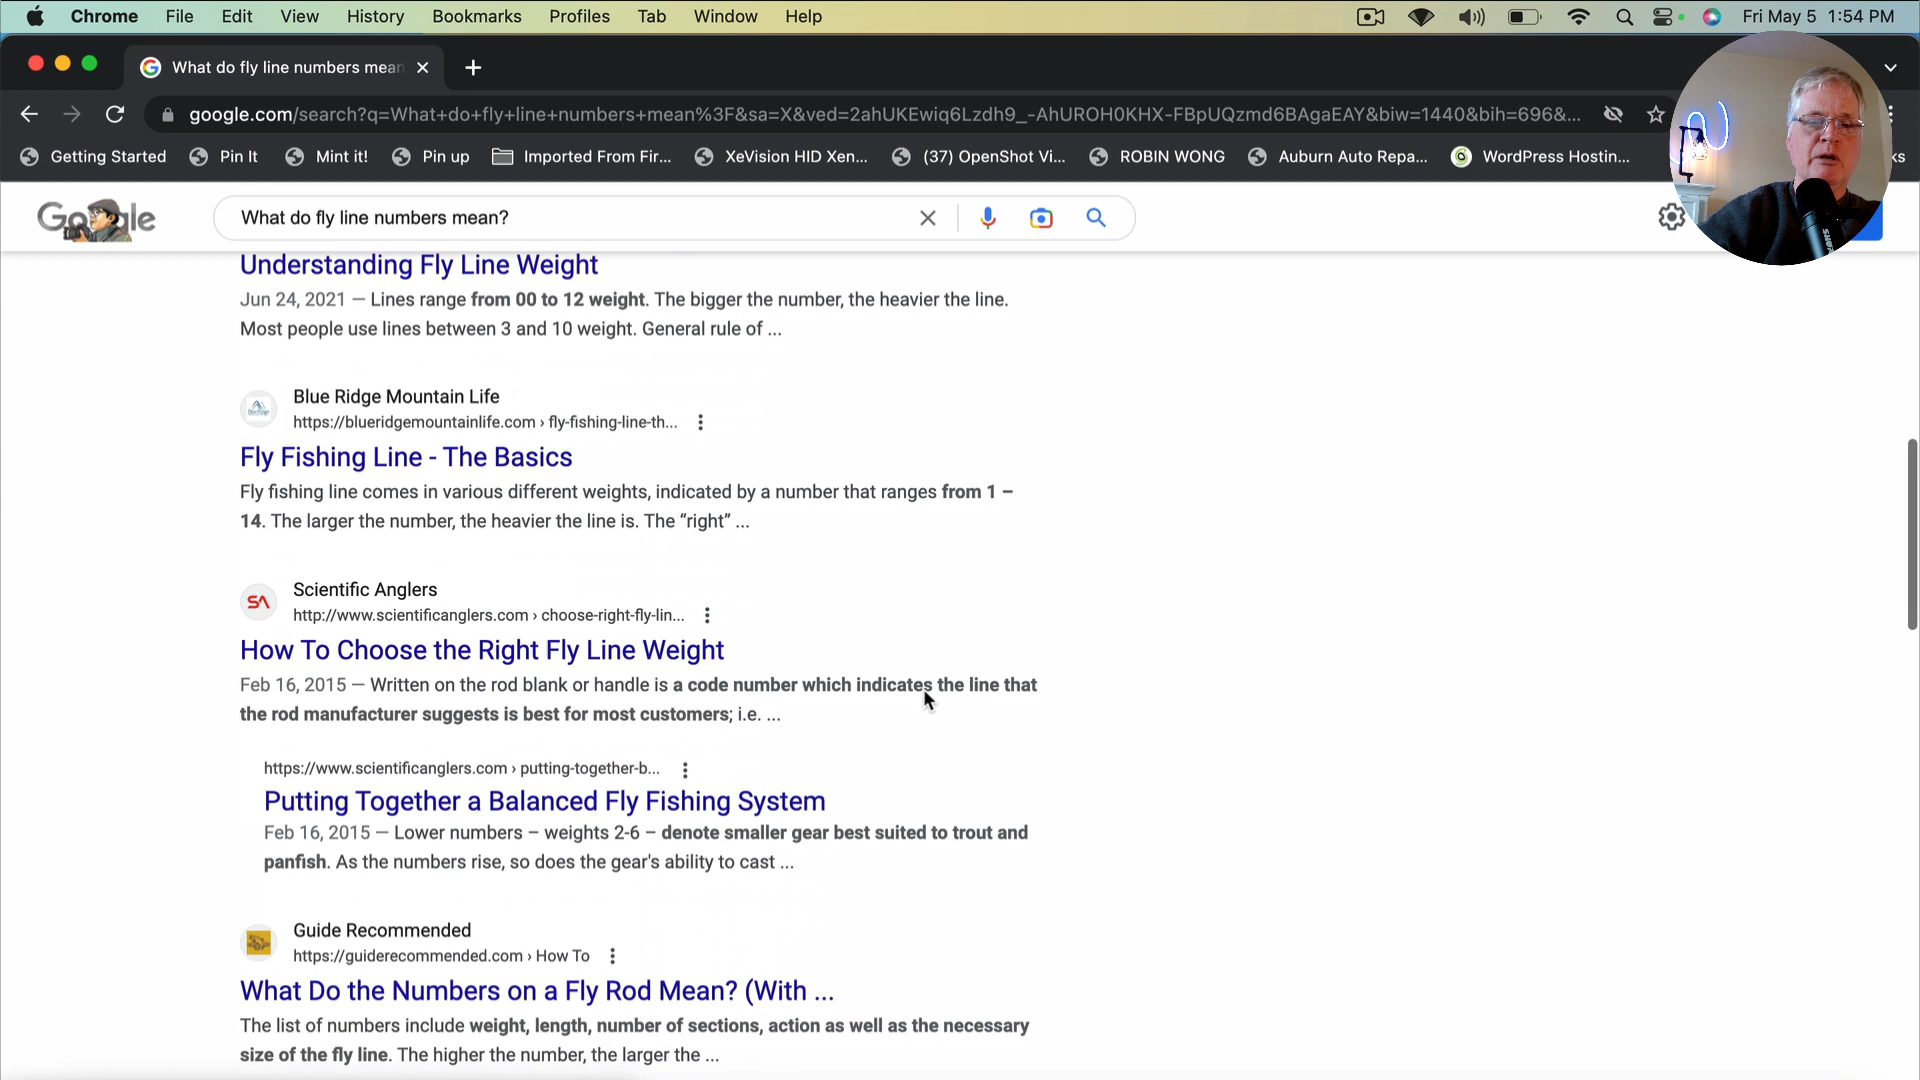 Chrome File Edit View History Bookmarks Profiles Tab Window Help Fri May 5 1:54 PM
What do fly line numbers mean
google.com/search?q=What+do+fly+line+numbers+mean%3F&sa=X&ved=2ahUKEwiq6Lzdh9_-AhUROH0KHX-FBpUQzmd6BAgaEAY&biw=1440&bih=696&...
Getting Started Pin It Mint it! Pin up Imported From Fir... XeVision HID Xen... (37) OpenShot Vi... ROBIN WONG Auburn Auto Repa... WordPress Hostin... ks
Google What do fly line numbers mean?
Understanding Fly Line Weight
Jun 24, 2021 — Lines range from 00 to 12 weight. The bigger the number, the heavier the line.
Most people use lines between 3 and 10 weight. General rule of ...
Blue Ridge Mountain Life
https://blueridgemountainlife.com › fly-fishing-line-th...
Fly Fishing Line - The Basics
Fly fishing line comes in various different weights, indicated by a number that ranges from 1 –
14. The larger the number, the heavier the line is. The “right” ...
SA Scientific Anglers
http://www.scientificanglers.com › choose-right-fly-lin...
How To Choose the Right Fly Line Weight
Feb 16, 2015 — Written on the rod blank or handle is a code number which indicates the line that
the rod manufacturer suggests is best for most customers; i.e. ...
https://www.scientificanglers.com › putting-together-b...
Putting Together a Balanced Fly Fishing System
Feb 16, 2015 — Lower numbers – weights 2-6 – denote smaller gear best suited to trout and
panfish. As the numbers rise, so does the gear's ability to cast ...
Guide Recommended
https://guiderecommended.com › How To
What Do the Numbers on a Fly Rod Mean? (With ...
The list of numbers include weight, length, number of sections, action as well as the necessary
size of the fly line. The higher the number, the larger the ...